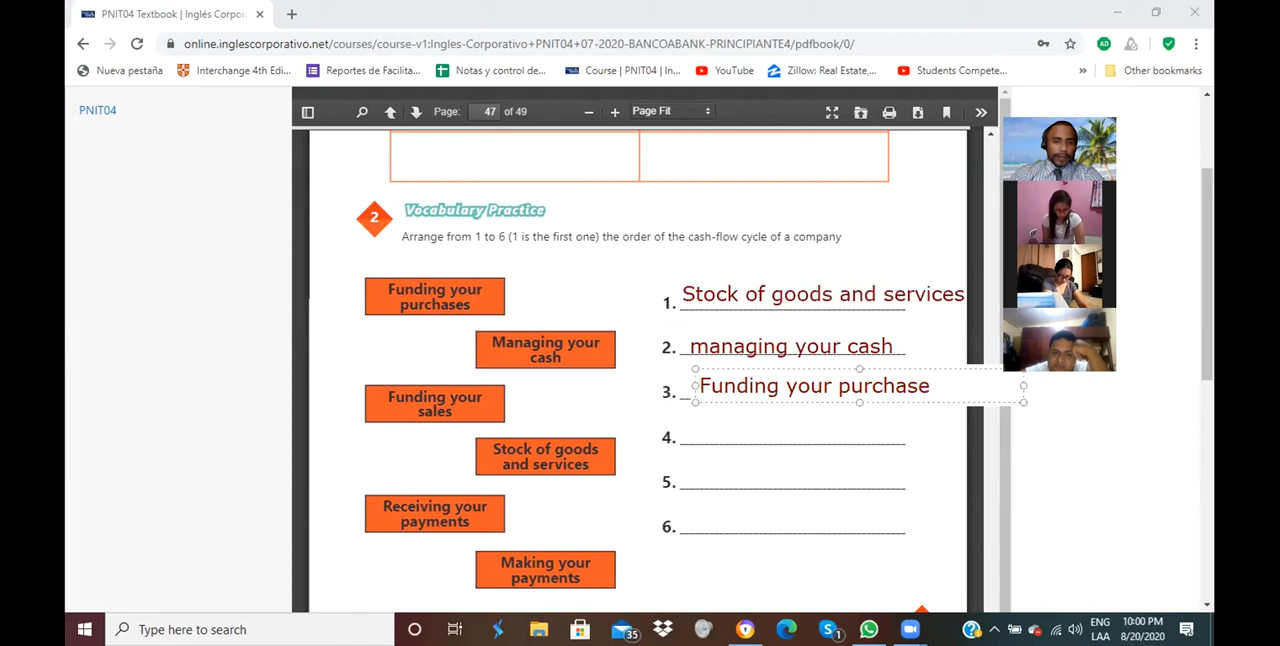 PNIT04 Textbook | Inglés Corpora
online.inglescorporativo.net/courses/course-v1:Ingles-Corporativo+PNIT04+07-2020-BANCOABANK-PRINCIPIANTE4/pdfbook/0/
Nueva pestaña
Interchange 4th Edi...
Reportes de Facilita...
Notas y control de...
Course | PNIT04 | In...
YouTube
Zillow: Real Estate,...
Students Compete...
»
Other bookmarks
PNIT04
Page: 47 of 49
Page Fit
2
Vocabulary Practice
Arrange from 1 to 6 (1 is the first one) the order of the cash-flow cycle of a company
Funding your
purchases
Managing your
cash
Funding your
sales
Stock of goods
and services
Receiving your
payments
Making your
payments
1. Stock of goods and services
2. managing your cash
3. Funding your purchase
4.
5.
6.
Type here to search
35
1
ENG
LAA
10:00 PM
8/20/2020